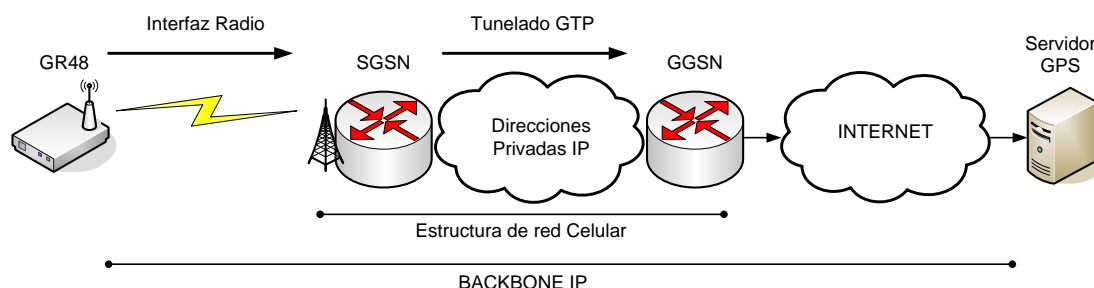 Interfaz Radio
Tunelado GTP
GR48
SGSN
GGSN
Servidor
GPS
Direcciones
Privadas IP
INTERNET
Estructura de red Celular
BACKBONE IP